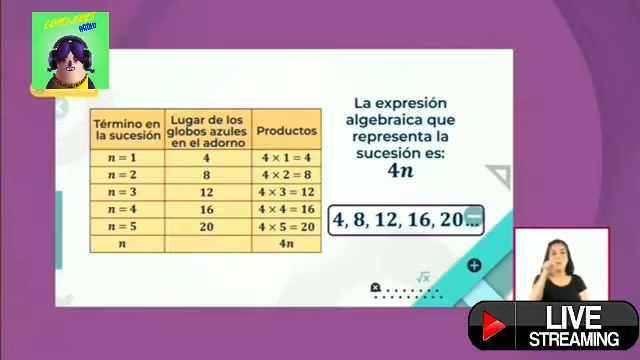 CONEXIONES
RADIO
Término en la sucesión | Lugar de los globos azules en el adorno | Productos
n = 1 | 4 | 4 × 1 = 4
n = 2 | 8 | 4 × 2 = 8
n = 3 | 12 | 4 × 3 = 12
n = 4 | 16 | 4 × 4 = 16
n = 5 | 20 | 4 × 5 = 20
n | 4n
La expresión
algebraica que
representa la
sucesión es:
4n
4, 8, 12, 16, 20...
√x
LIVE
STREAMING